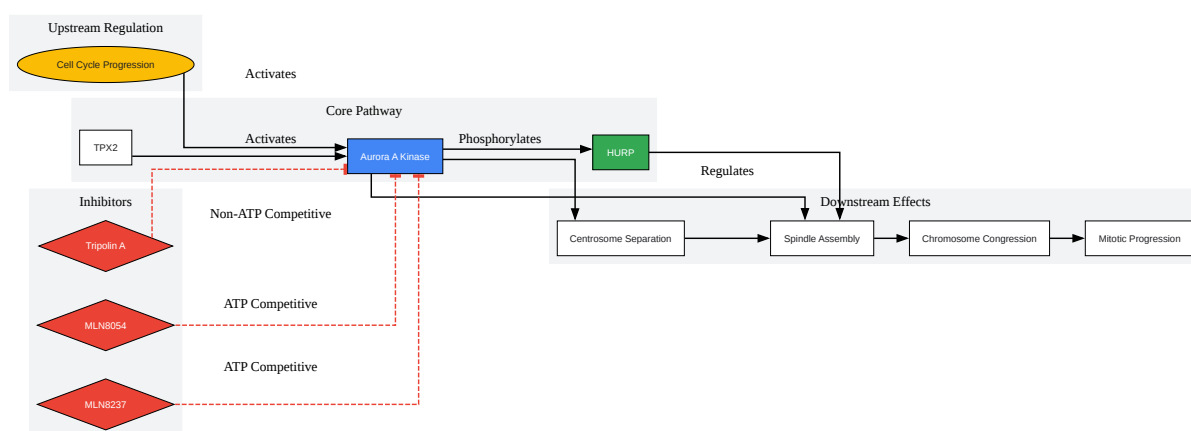 Upstream Regulation
Cell Cycle Progression
Activates
Core Pathway
TPX2
Activates
Aurora A Kinase
Phosphorylates
HURP
Regulates
Inhibitors
Tripolin A
Non-ATP Competitive
MLN8054
ATP Competitive
MLN8237
ATP Competitive
Downstream Effects
Centrosome Separation
Spindle Assembly
Chromosome Congression
Mitotic Progression